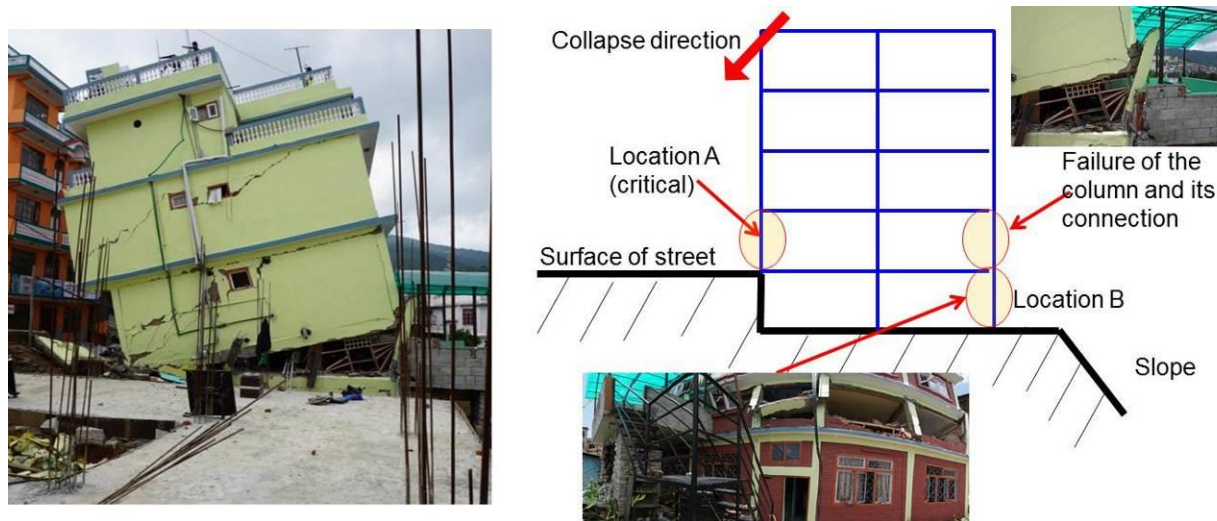 Collapse direction
Location A
(critical)
Failure of the
column and its
connection
Surface of street
Location B
Slope